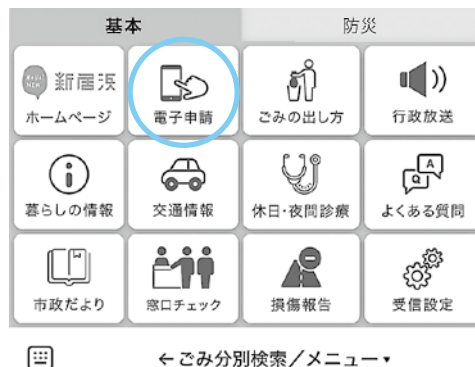 基本 防災
新居浜
ホームページ 電子申請 ごみの出し方 行政放送
暮らしの情報 交通情報 休日・夜間診療 よくある質問
市政だより 窓口チェック 損傷報告 受信設定
←ごみ分別検索/メニュー▾